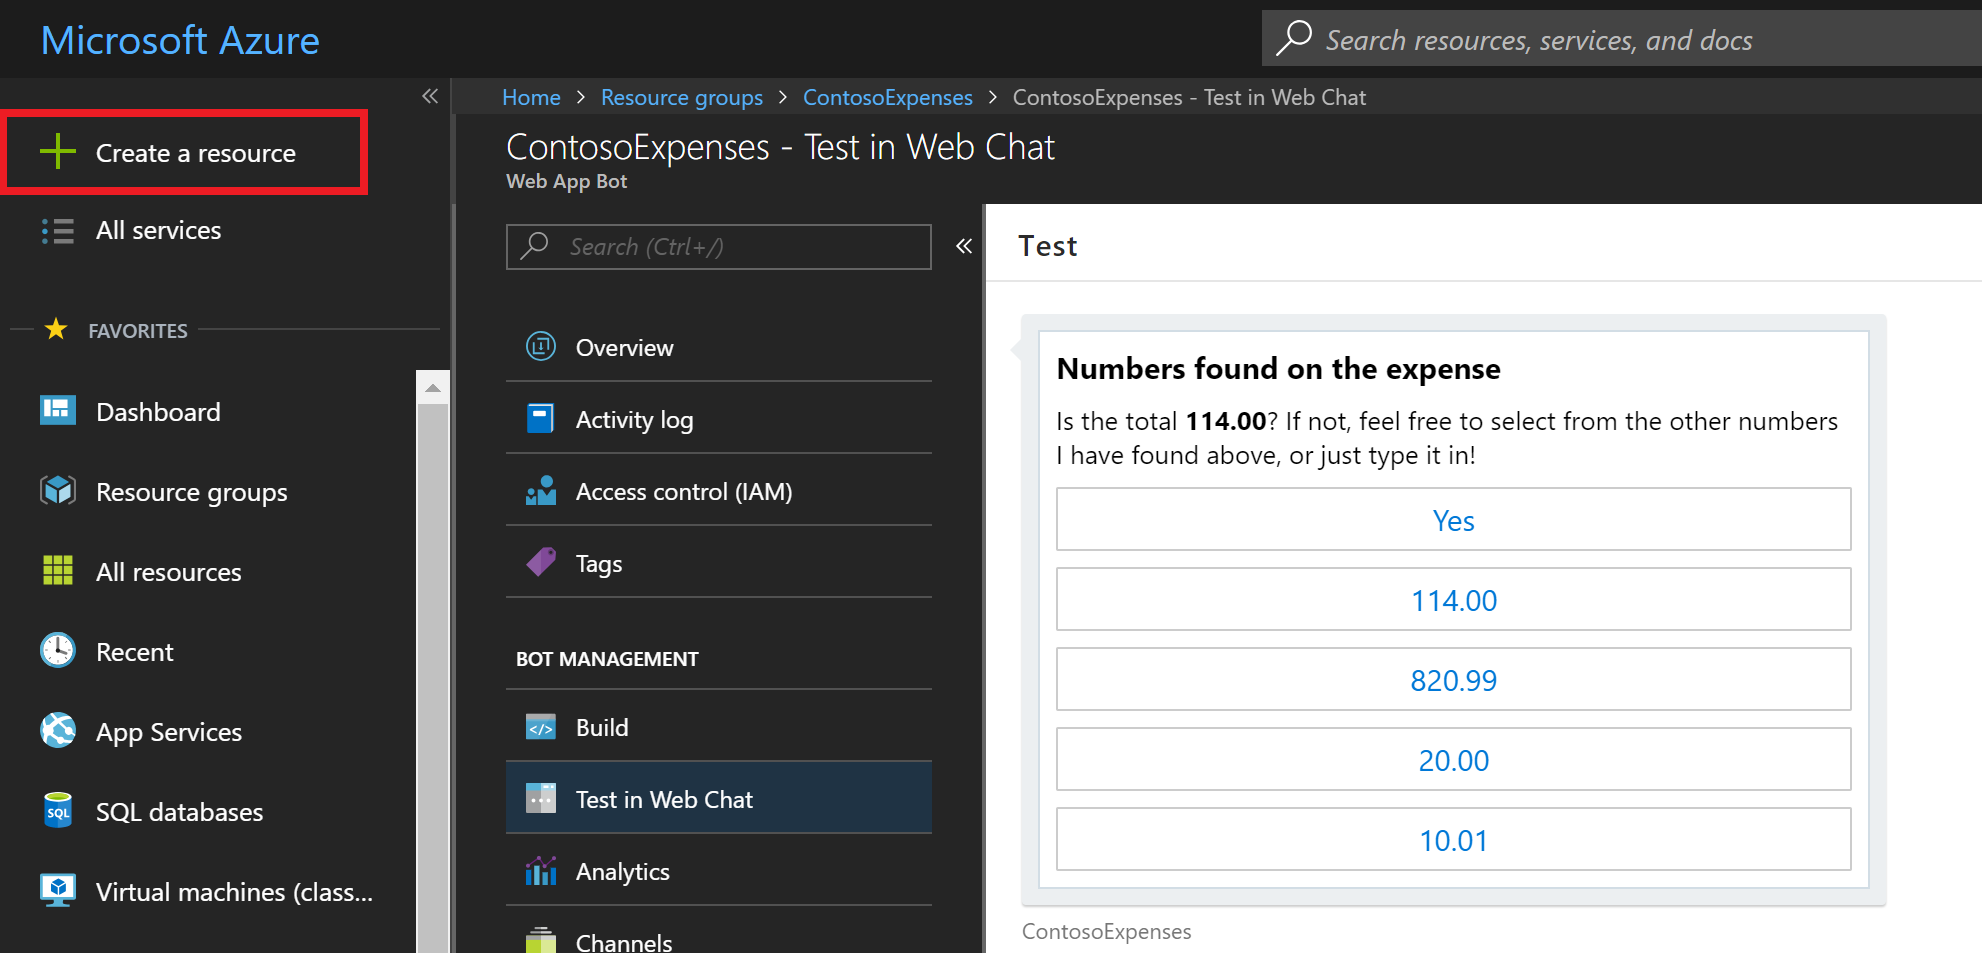 Microsoft Azure
Search resources, services, and docs
Create a resource
All services
FAVORITES
Dashboard
Resource groups
All resources
Recent
App Services
SQL
SQL databases
Virtual machines (class...
Home > Resource groups > ContosoExpenses > ContosoExpenses - Test in Web Chat
ContosoExpenses - Test in Web Chat
Web App Bot
Search (Ctrl+/)
Overview
Activity log
Access control (IAM)
Tags
BOT MANAGEMENT
Build
Test in Web Chat
Analytics
Channels
Test
Numbers found on the expense
Is the total 114.00? If not, feel free to select from the other numbers
I have found above, or just type it in!
Yes
114.00
820.99
20.00
10.01
ContosoExpenses